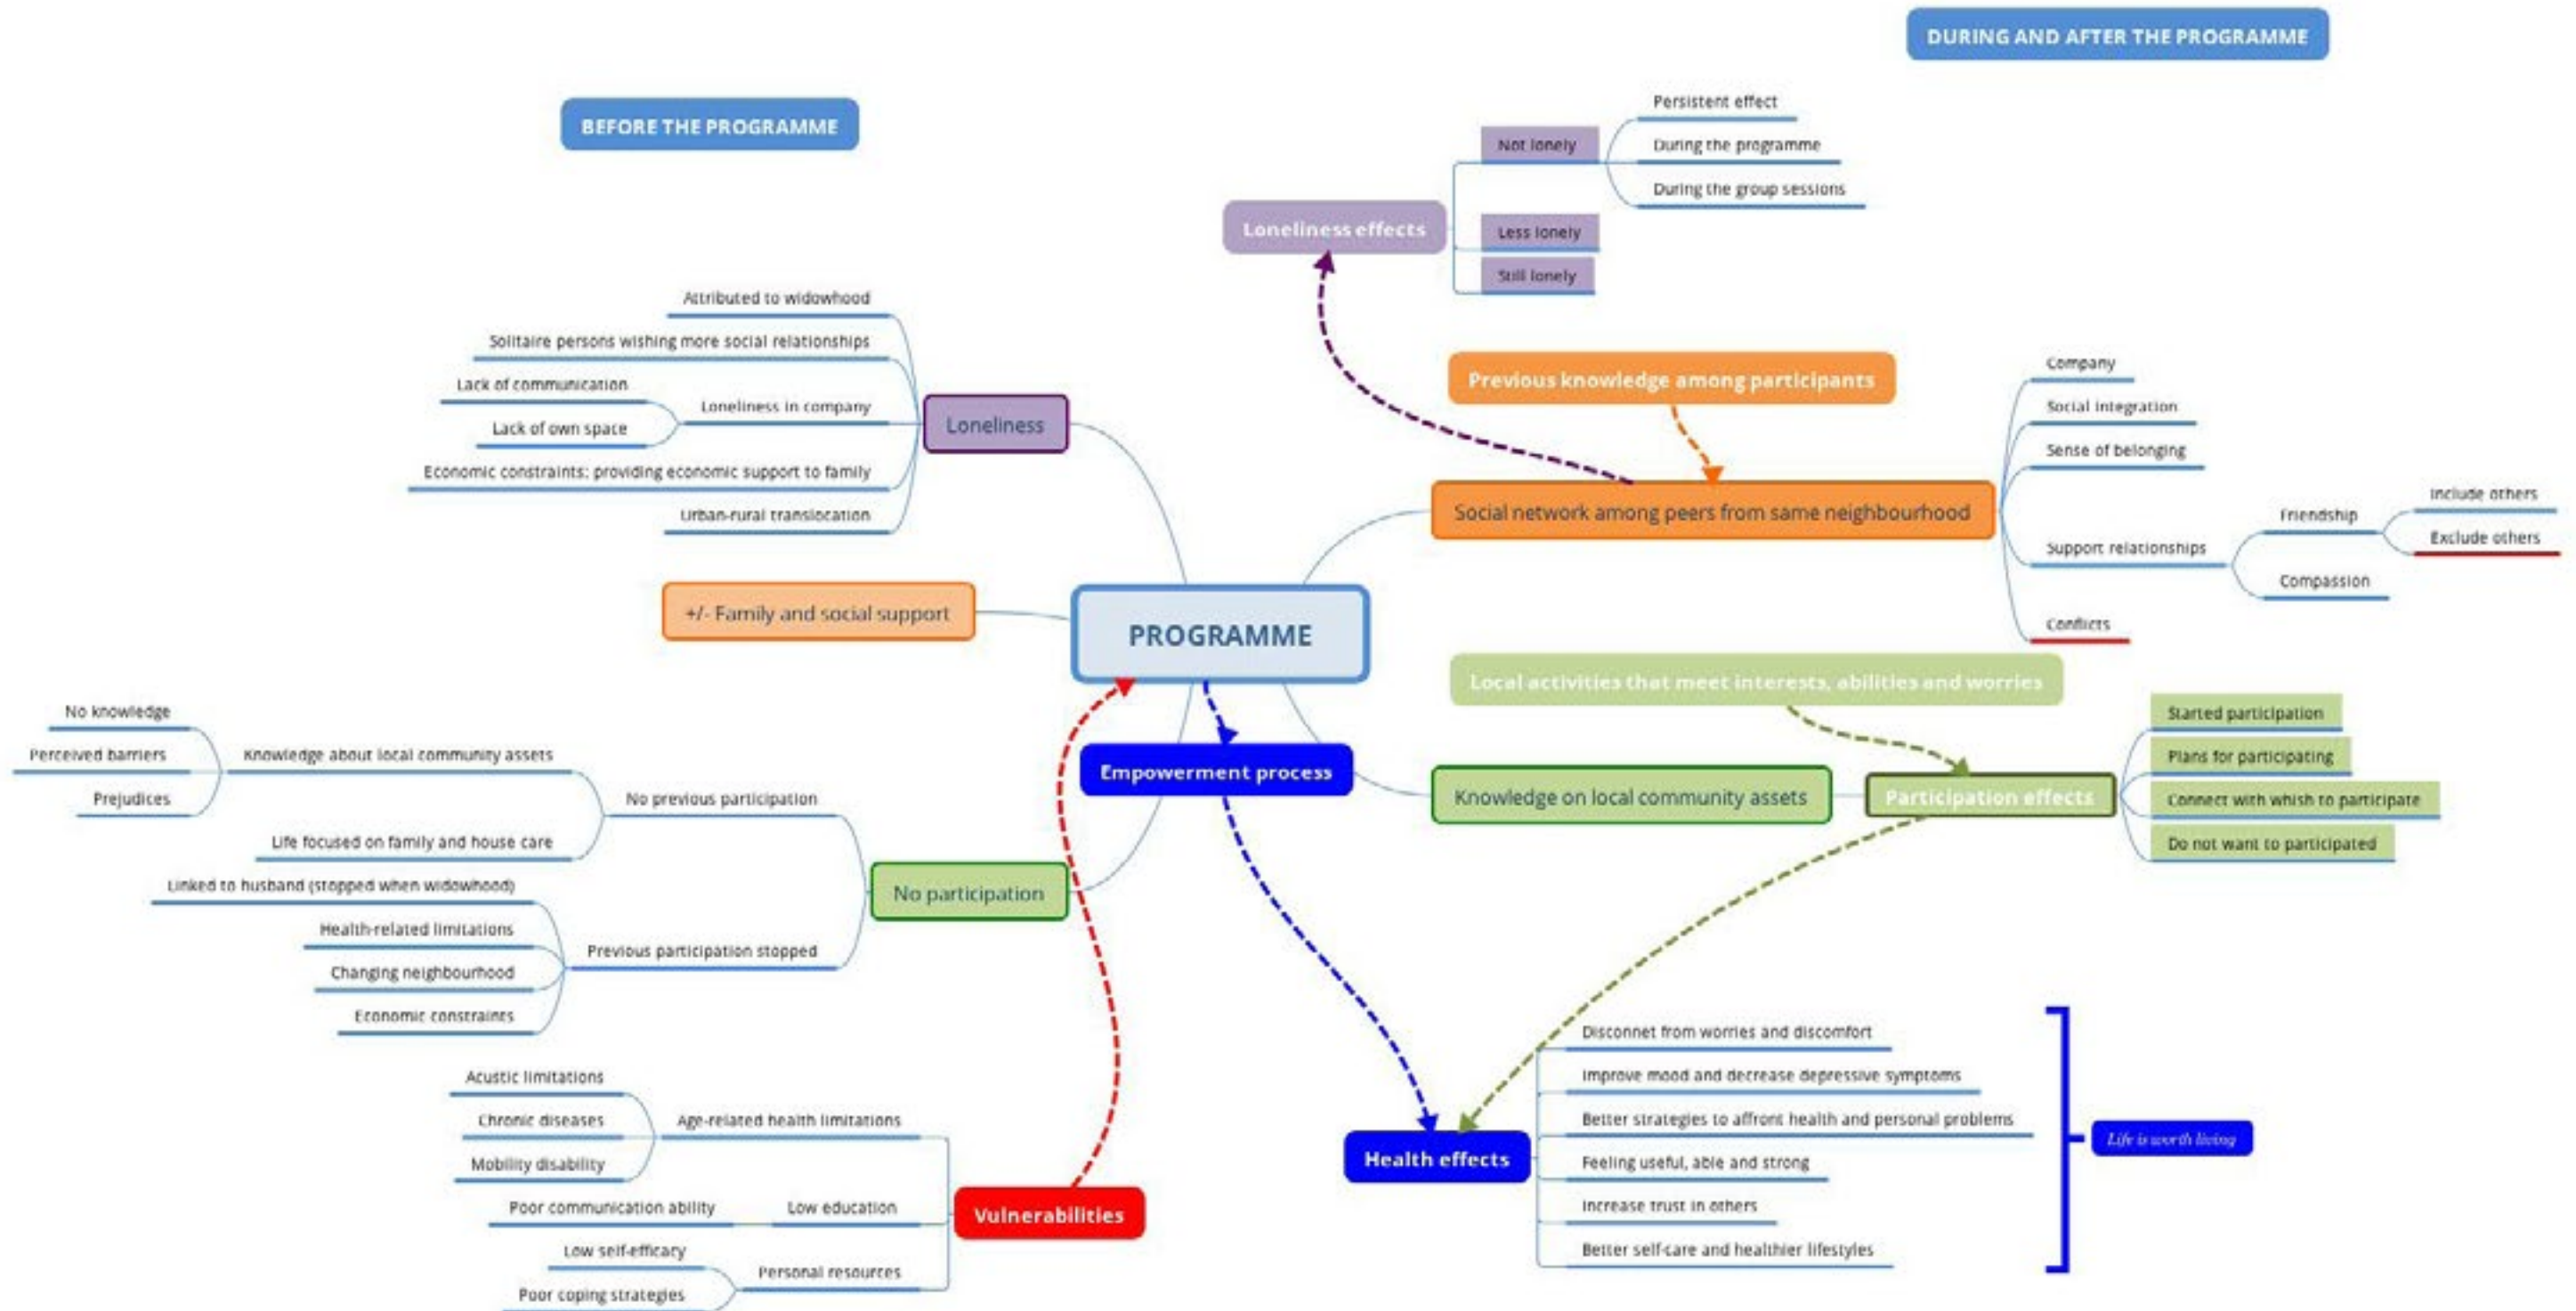 DURING AND AFTER THE PROGRAMME
BEFORE THE PROGRAMME
Attributed to widowhood
Solitaire persons wishing more social relationships
Lack of communication
Lack of own space
Loneliness in company
Economic constraints: providing economic support to family
Urban-rural translocation
Loneliness
+/- Family and social support
No knowledge
Perceived barriers
Prejudices
Knowledge about local community assets
Life focused on family and house care
No previous participation
Linked to husband (stopped when widowhood)
Health-related limitations
Changing neighbourhood
Economic constraints
Previous participation stopped
No participation
Acustic limitations
Chronic diseases
Mobility disability
Age-related health limitations
Poor communication ability
Low education
Low self-efficacy
Poor coping strategies
Personal resources
Vulnerabilities
PROGRAMME
Empowerment process
Loneliness effects
Not lonely
Persistent effect
During the programme
During the group sessions
Less lonely
Still lonely
Previous knowledge among participants
Social network among peers from same neighbourhood
Company
Social integration
Sense of belonging
Support relationships
Friendship
Include others
Exclude others
Compassion
Conflicts
Local activities that meet interests, abilities and worries
Knowledge on local community assets
Participation effects
Started participation
Plans for participating
Connect with whish to participate
Do not want to participated
Health effects
Disconnet from worries and discomfort
Improve mood and decrease depressive symptoms
Better strategies to affront health and personal problems
Feeling useful, able and strong
Increase trust in others
Better self-care and healthier lifestyles
Life is worth living